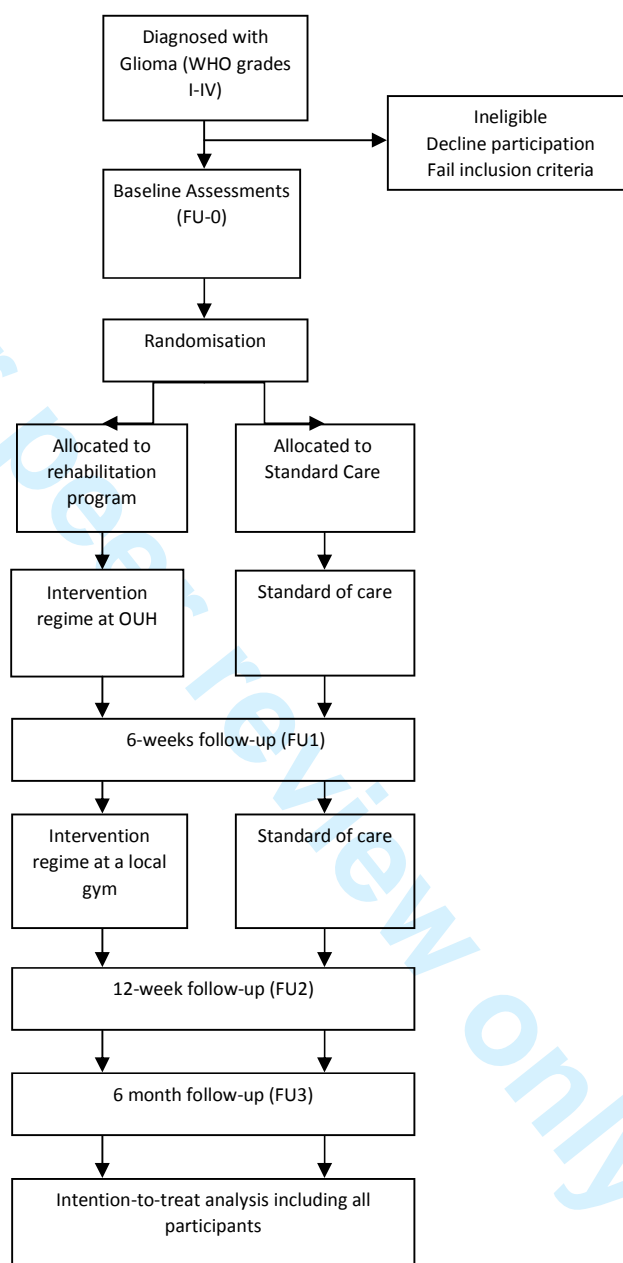 Diagnosed with
Glioma (WHO grades
I-IV)
Ineligible
Decline participation
Fail inclusion criteria
Baseline Assessments
(FU-0)
Randomisation
Allocated to
rehabilitation
program
Allocated to
Standard Care
Intervention
regime at OUH
Standard of care
6-weeks follow-up (FU1)
Intervention
regime at a local
gym
Standard of care
12-week follow-up (FU2)
6 month follow-up (FU3)
Intention-to-treat analysis including all
participants
r peer review only